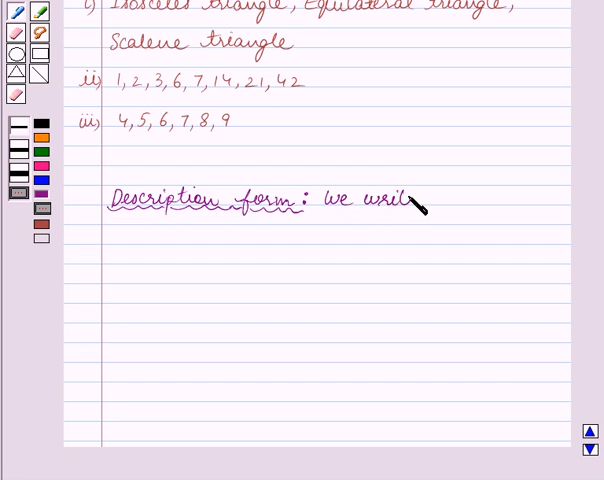 i) Isosceles triangle, Equilateral triangle,
Scalene triangle
ii) 1, 2, 3, 6, 7, 14, 21, 42
iii) 4, 5, 6, 7, 8, 9
Description form : We writ